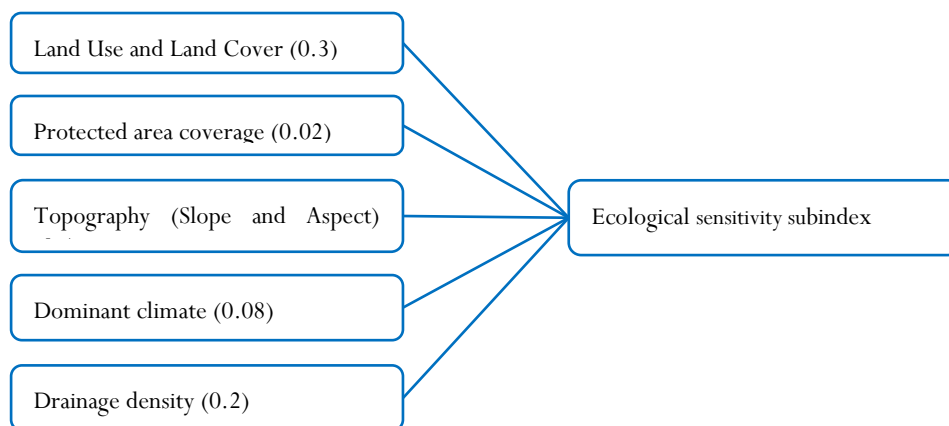 Land Use and Land Cover (0.3)
Protected area coverage (0.02)
Topography (Slope and Aspect)
Ecological sensitivity subindex
Dominant climate (0.08)
Drainage density (0.2)